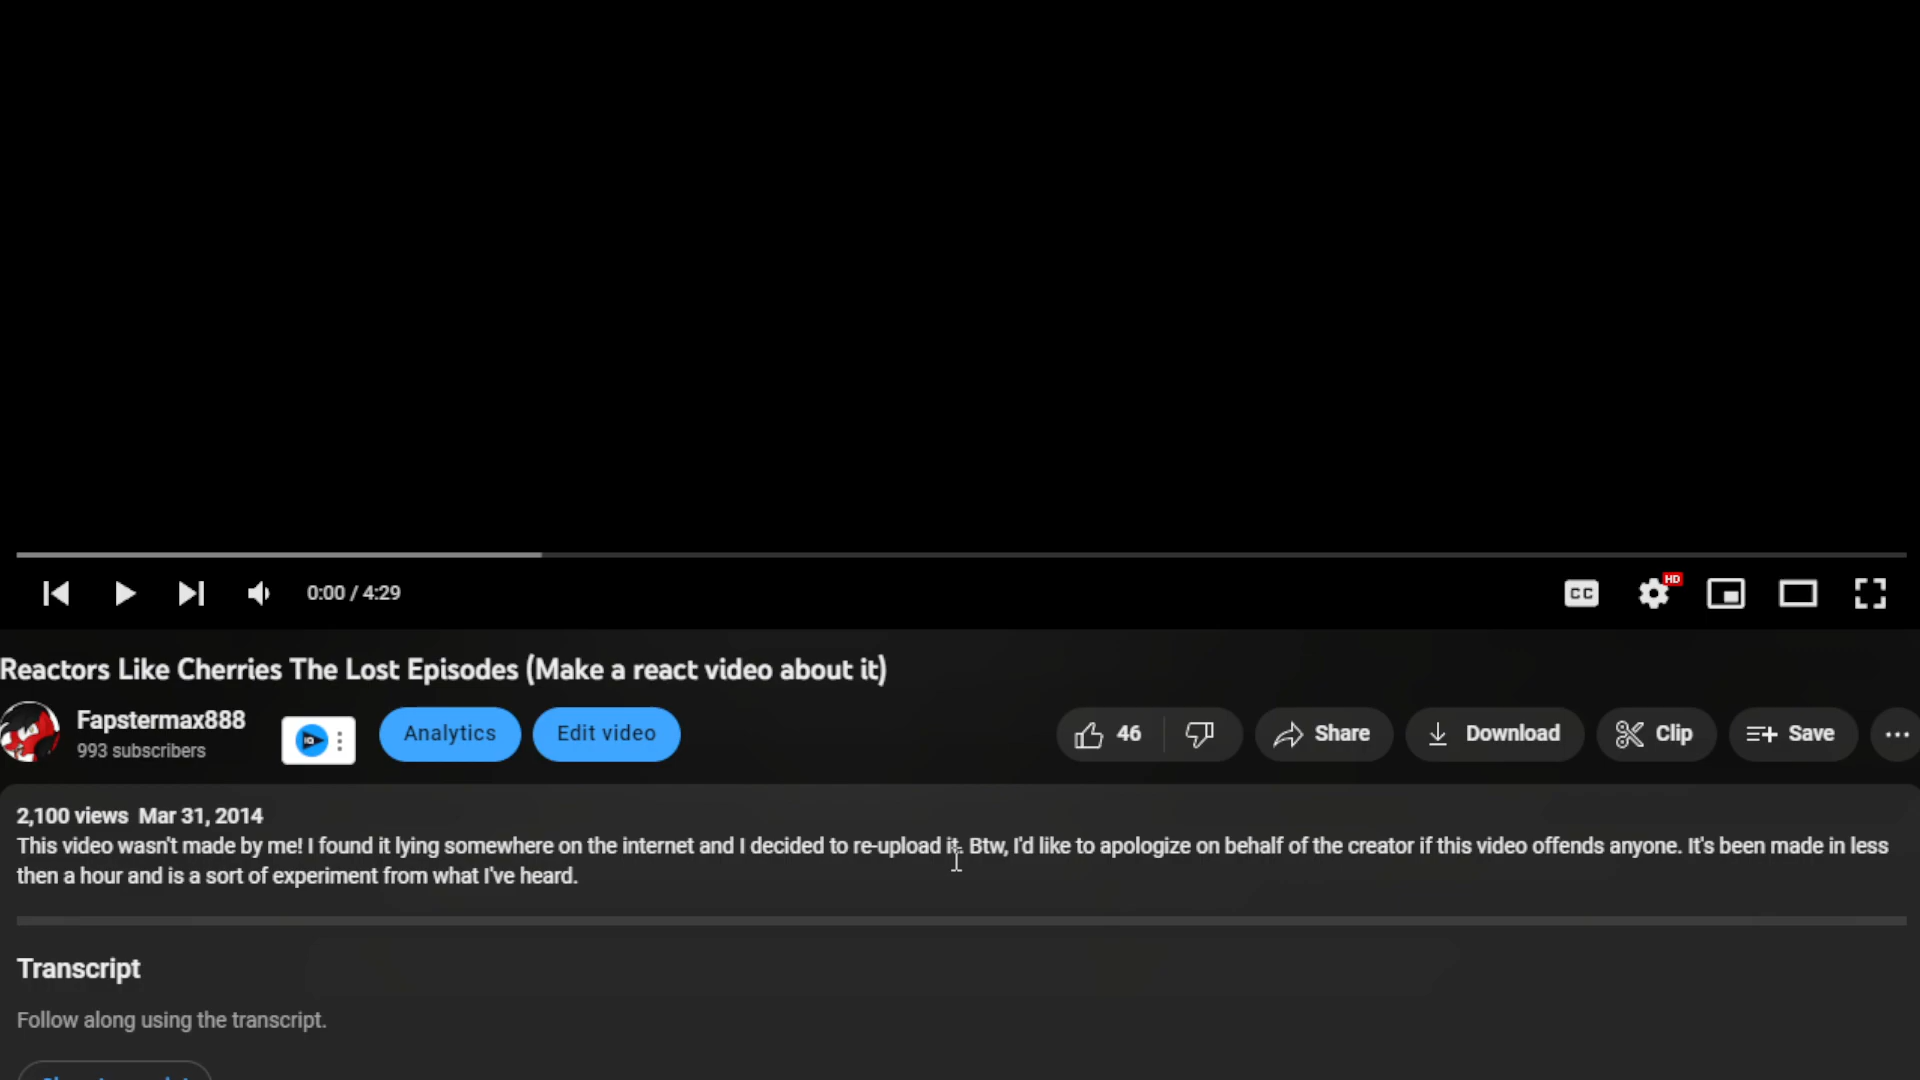 0:00 / 4:29
CC
HD
Reactors Like Cherries The Lost Episodes (Make a react video about it)
Fapstermax888
993 subscribers
Analytics
Edit video
46
Share
Download
Clip
Save
2,100 views Mar 31, 2014
This video wasn't made by me! I found it lying somewhere on the internet and I decided to re-upload it. Btw, I'd like to apologize on behalf of the creator if this video offends anyone. It's been made in less
then a hour and is a sort of experiment from what I've heard.
Transcript
Follow along using the transcript.